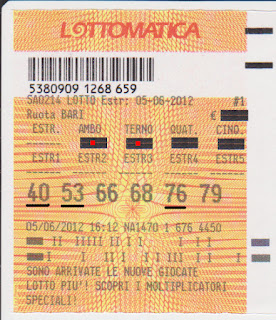 LOTTOMATICA
5380909 1268 659
SA0214 LOTTO Estr: 05-06-2012 #1
Ruota BARI €
ESTR. AMBO TERNO QUAT. CINQ.
ESTR1 ESTR2 ESTR3 ESTR4 ESTR5
40 53 66 68 76 79
05/06/2012 16:12 NA1470 I 676 4450
SONO ARRIVATE LE NUOVE GIOCATE
LOTTO PIU'! SCOPRI I MOLTIPLICATORI
SPECIALI!